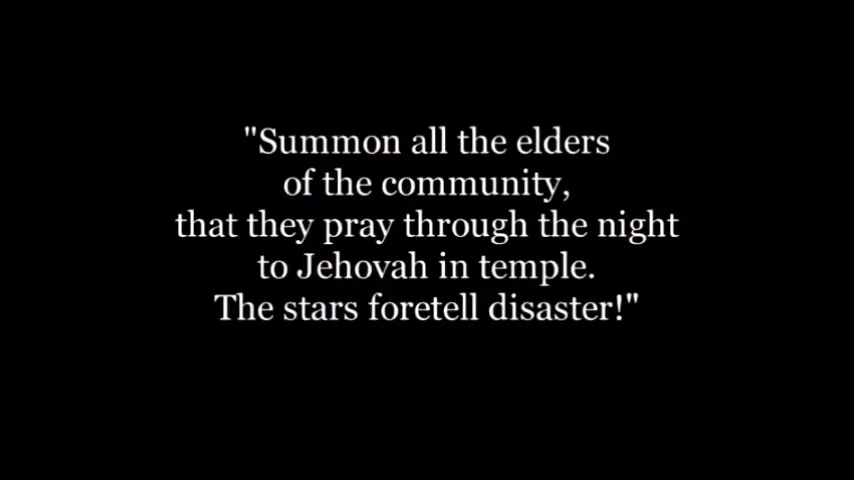 "Summon all the elders
of the community,
that they pray through the night
to Jehovah in temple.
The stars foretell disaster!"